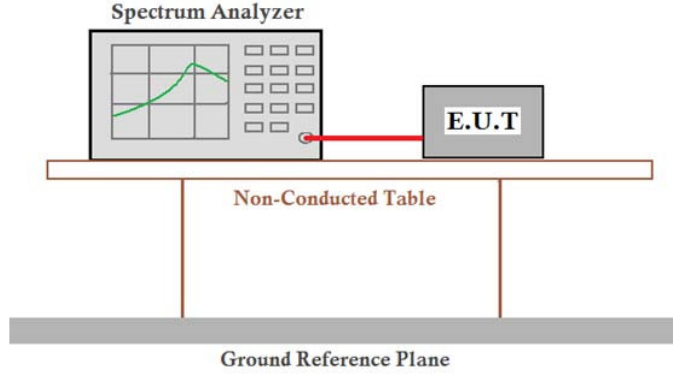 Spectrum Analyzer
E.U.T
Non-Conducted Table
Ground Reference Plane